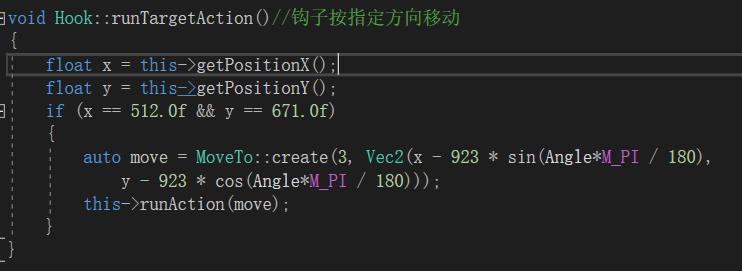 void Hook::runTargetAction()//钩子按指定方向移动
{
float x = this->getPositionX();
float y = this->getPositionY();
if (x == 512.0f && y == 671.0f)
{
auto move = MoveTo::create(3, Vec2(x - 923 * sin(Angle*M_PI / 180),
y - 923 * cos(Angle*M_PI / 180)));
this->runAction(move);
}
}